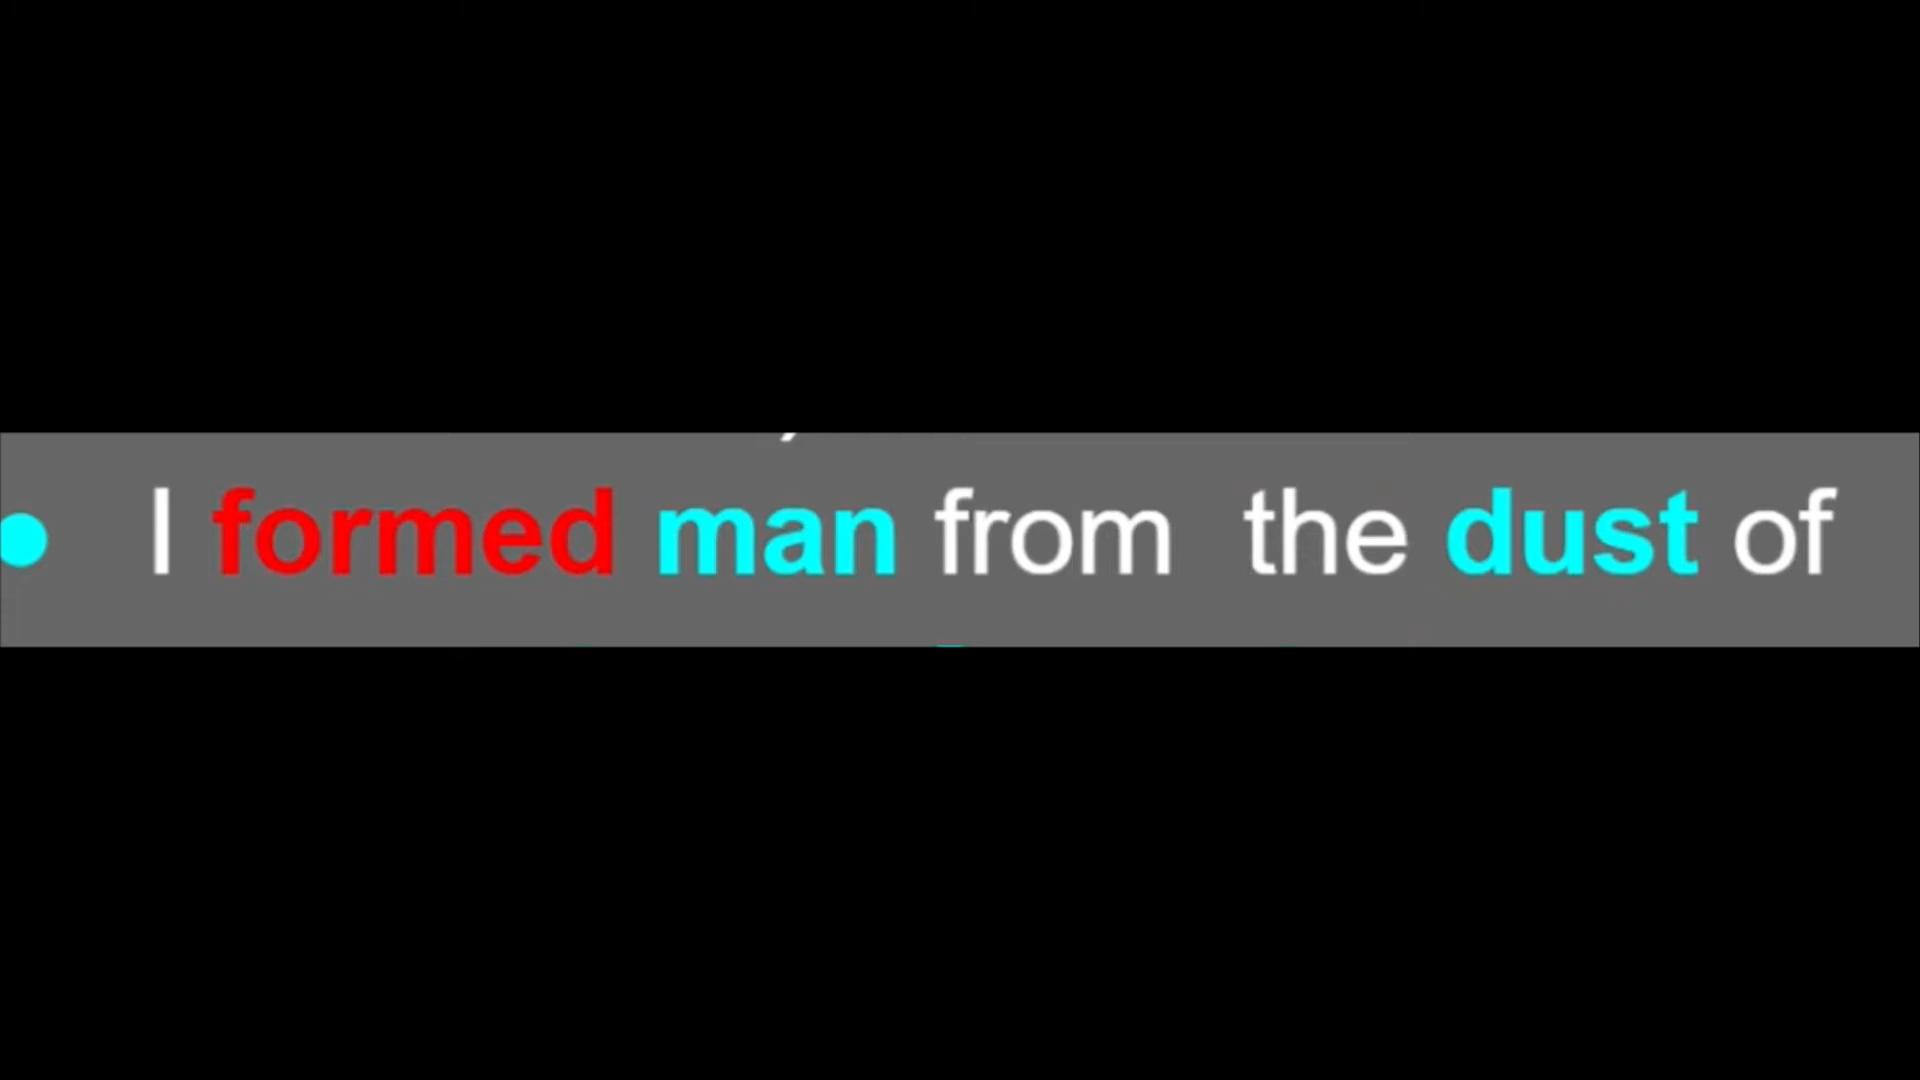 • I formed man from  the dust of